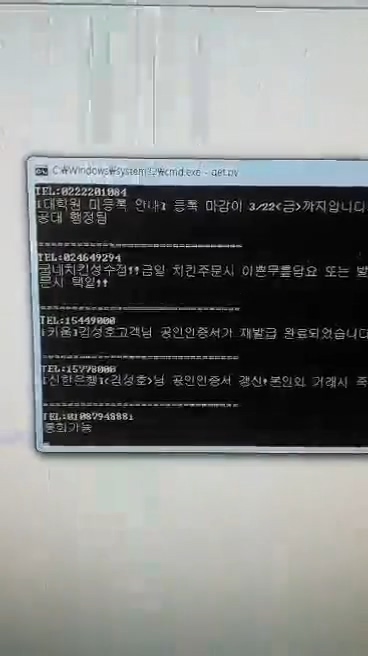 C:₩Windows₩system32₩cmd.exe - get.py
TEL:0222201084
[대학원 미등록 안내] 등록 마감이 3/22<금>까지입니다
공대 행정팀
================================
TEL:024649294
굽네치킨성수점!!금일 치킨주문시 이쁜무릎담요 또는 발
문시 택일!!
================================
TEL:15449000
[키움]김성호고객님 공인인증서가 재발급 완료되었습니다
================================
TEL:15778000
[신한은행]<김성호>님 공인인증서 갱신!본인의 거래시 즉
================================
통화가능